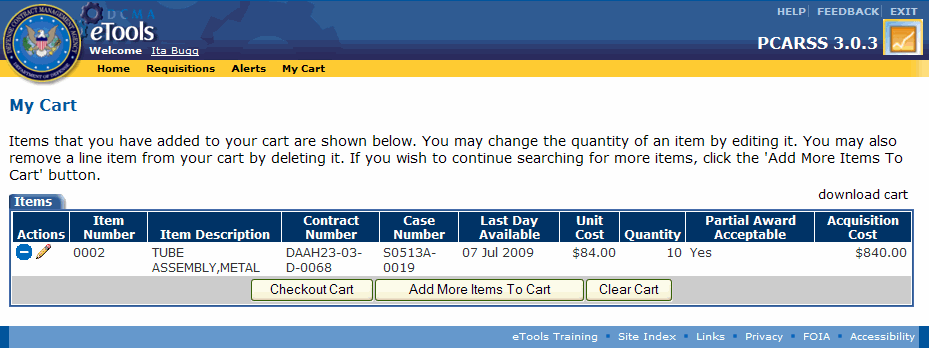 DCMA
HELP FEEDBACK EXIT
eTools
Welcome Ita Bugg
PCARSS 3.0.3
Home Requisitions Alerts My Cart
My Cart
Items that you have added to your cart are shown below. You may change the quantity of an item by editing it. You may also
remove a line item from your cart by deleting it. If you wish to continue searching for more items, click the 'Add More Items To
Cart' button.
download cart
Items
Actions Item Number Item Description Contract Number Case Number Last Day Available Unit Cost Quantity Partial Award Acceptable Acquisition Cost
0002 TUBE DAAH23-03- S0513A- 07 Jul 2009 $84.00 10 Yes $840.00
ASSEMBLY,METAL D-0068 0019
Checkout Cart Add More Items To Cart Clear Cart
eTools Training • Site Index • Links • Privacy • FOIA • Accessibility